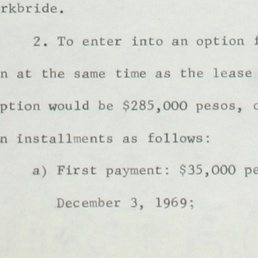 rkbride.
2. To enter into an option f
n at the same time as the lease
ption would be $285,000 pesos, o
n installments as follows:
a) First payment: $35,000 pe
December 3, 1969;